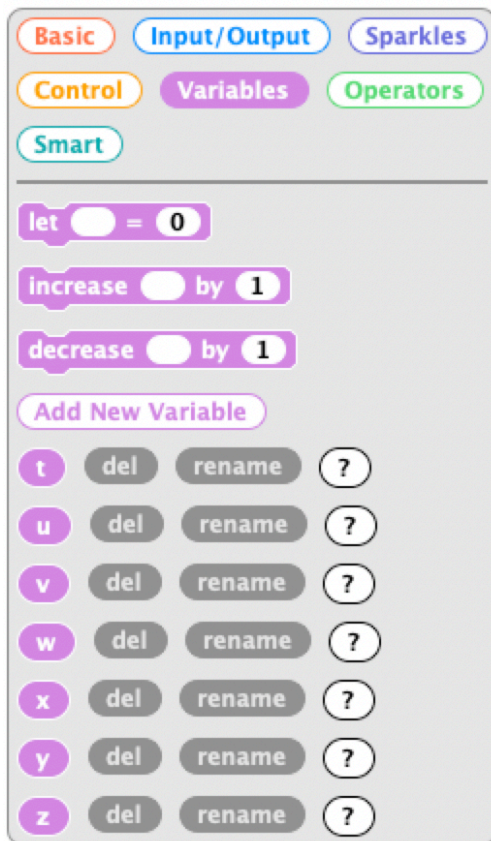 Basic Input/Output Sparkles
Control Variables Operators
Smart
let = 0
increase by 1
decrease by 1
Add New Variable
t del rename ?
u del rename ?
v del rename ?
w del rename ?
x del rename ?
y del rename ?
z del rename ?